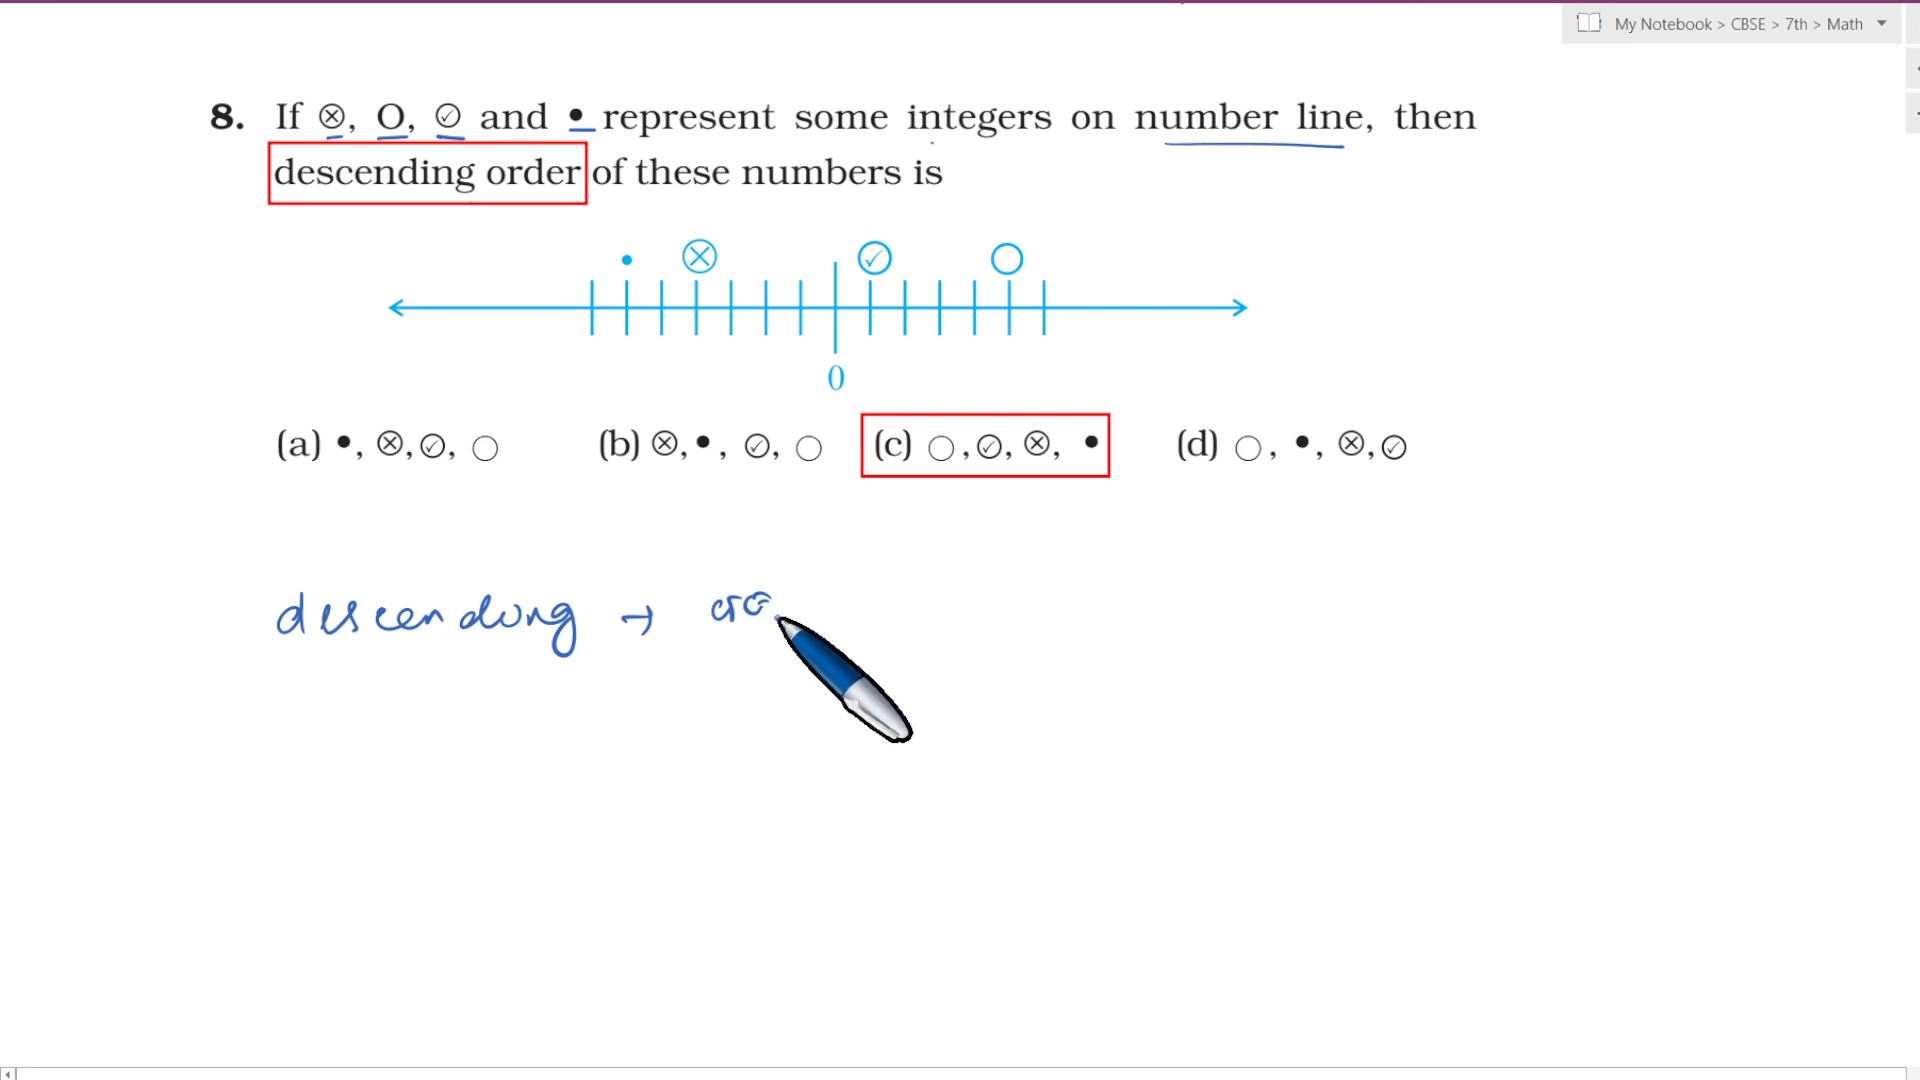 My Notebook > CBSE > 7th > Math
8. If ⊗, O, ✓⃝ and • represent some integers on number line, then
descending order of these numbers is
• ⊗ ✓⃝ ○
0
(a) •, ⊗, ✓⃝, ○ (b) ⊗, •, ✓⃝, ○ (c) ○, ✓⃝, ⊗, • (d) ○, •, ⊗, ✓⃝
descending →